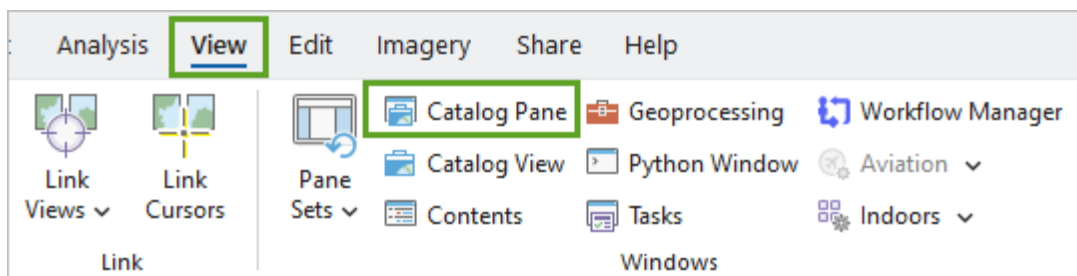 Analysis View Edit Imagery Share Help
Catalog Pane Geoprocessing Workflow Manager
Link Views Link Cursors Pane Sets Catalog View Python Window Aviation
Contents Tasks Indoors
Link Windows